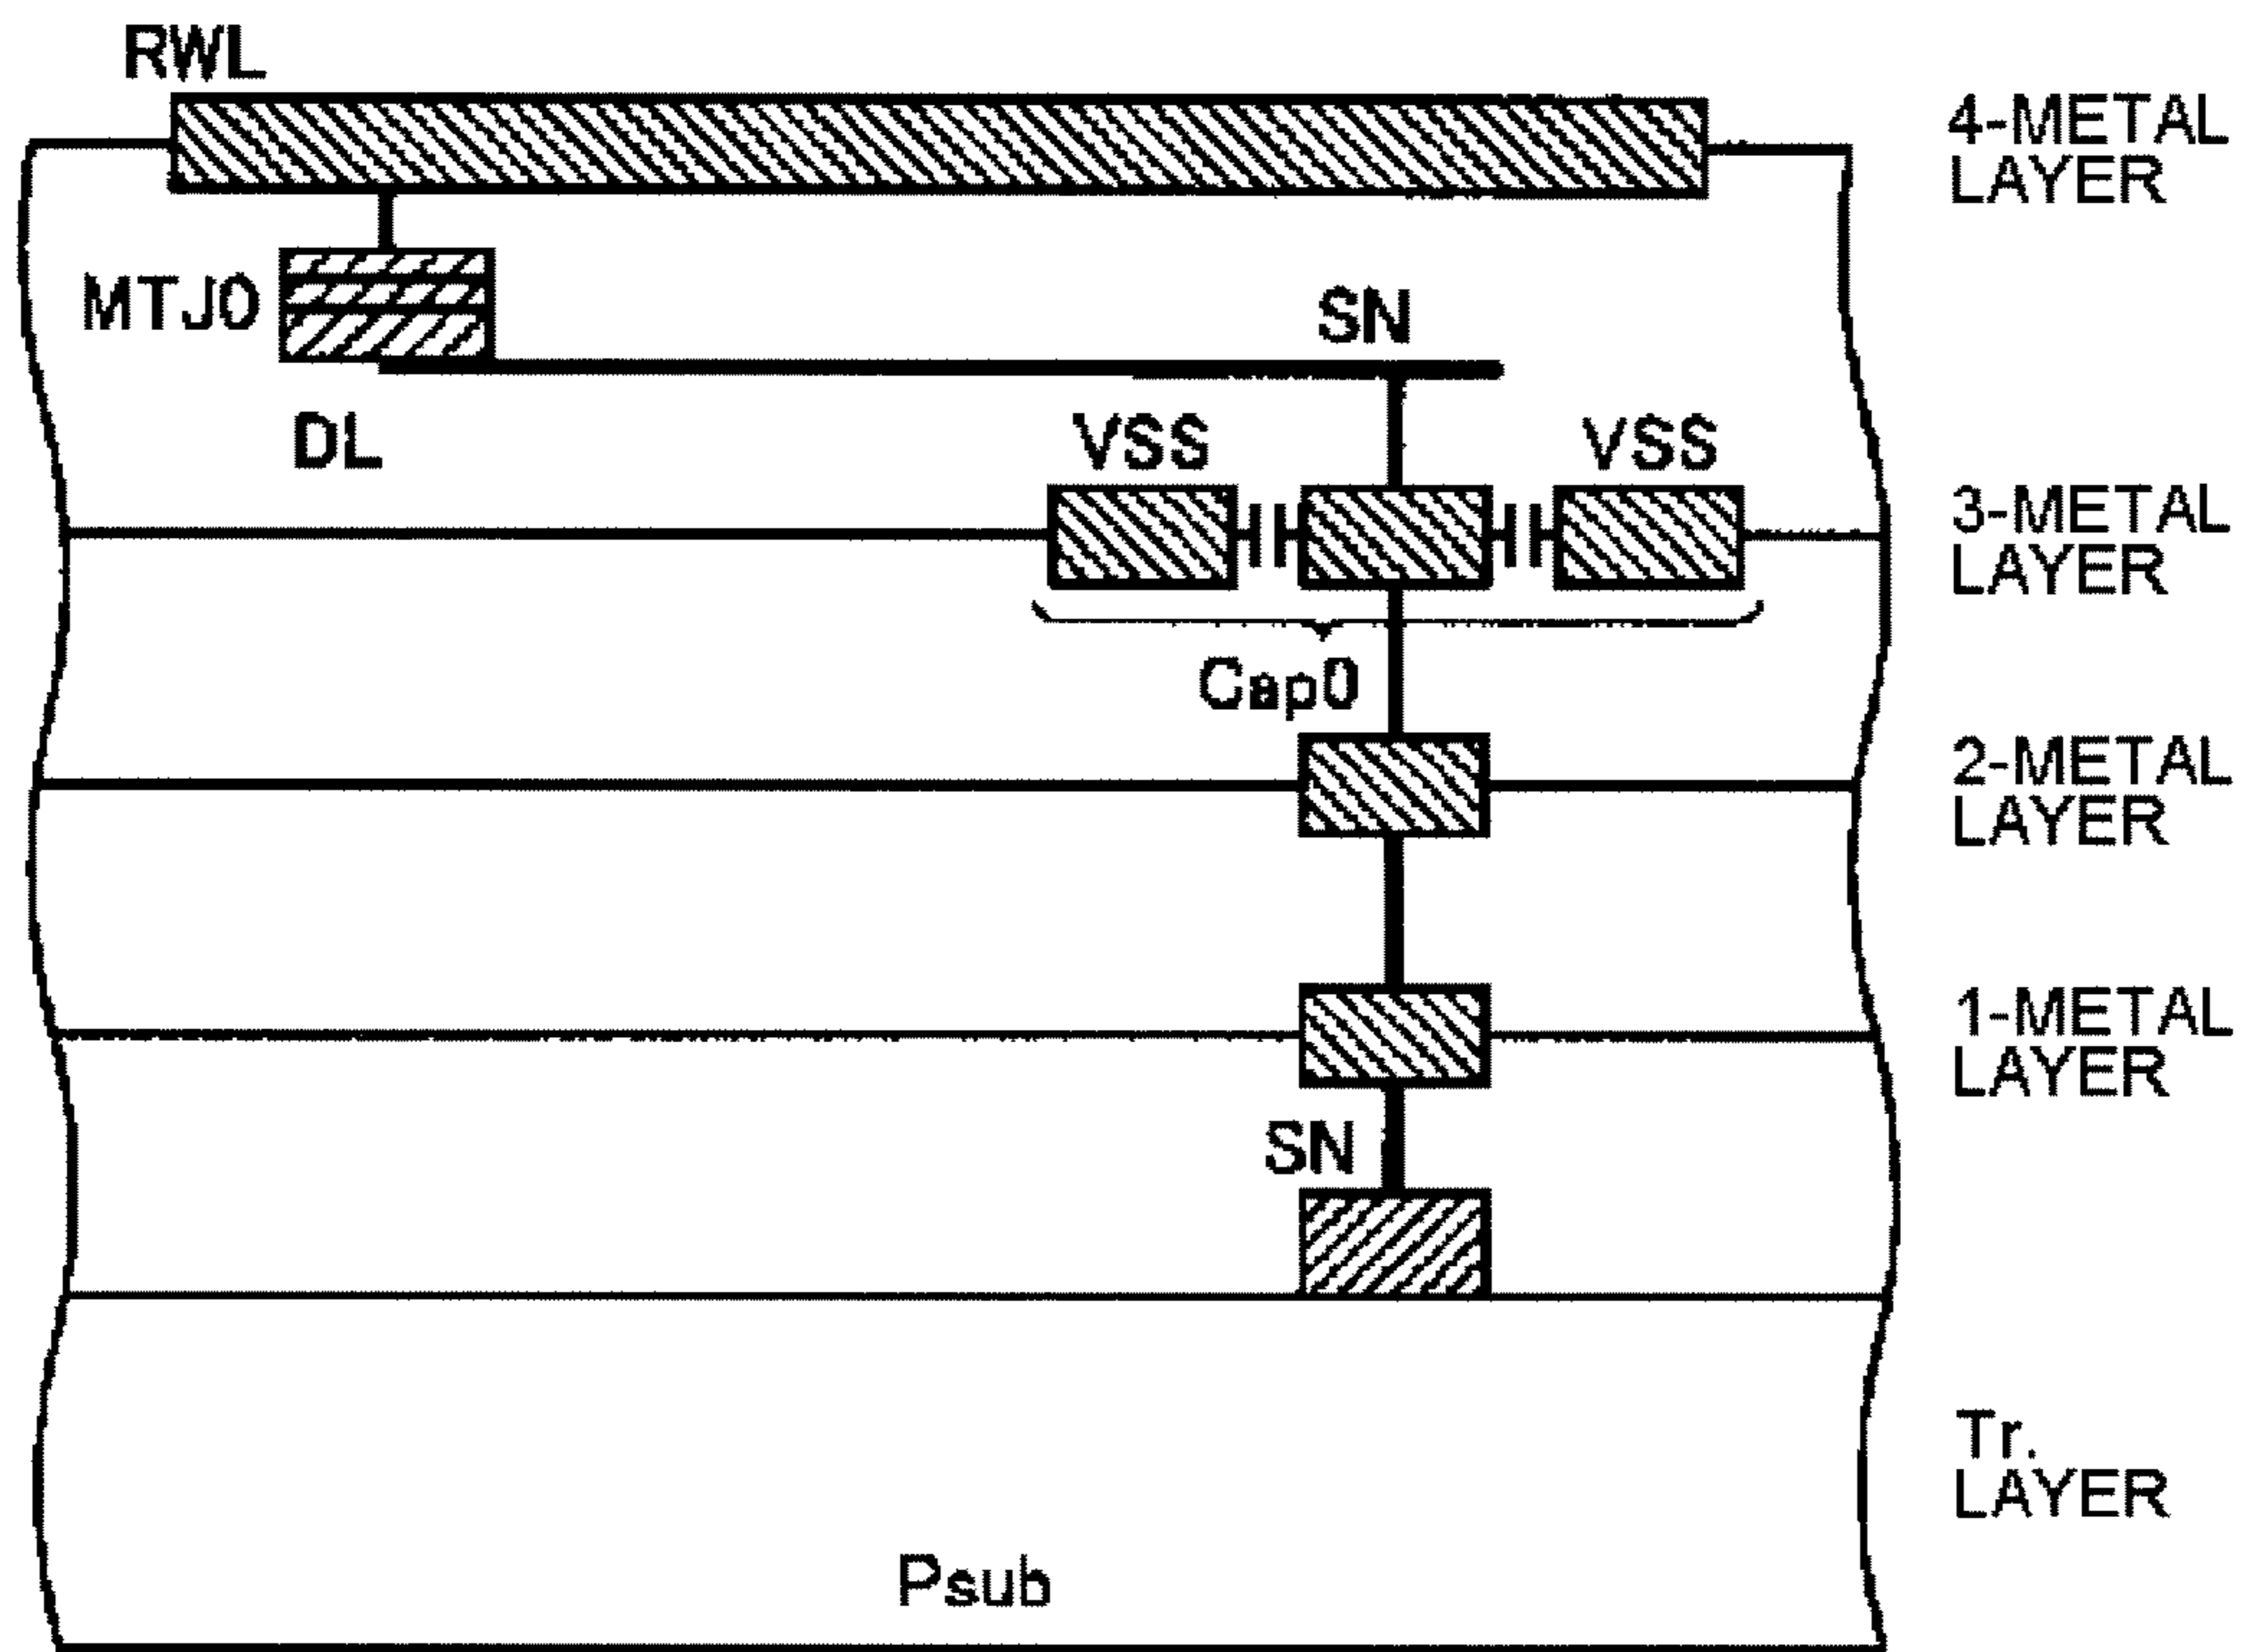 RWL
4-METAL
LAYER
MTJ0
SN
DL
VSS
VSS
3-METAL
LAYER
Cap0
2-METAL
LAYER
1-METAL
LAYER
SN
Tr.
LAYER
Psub